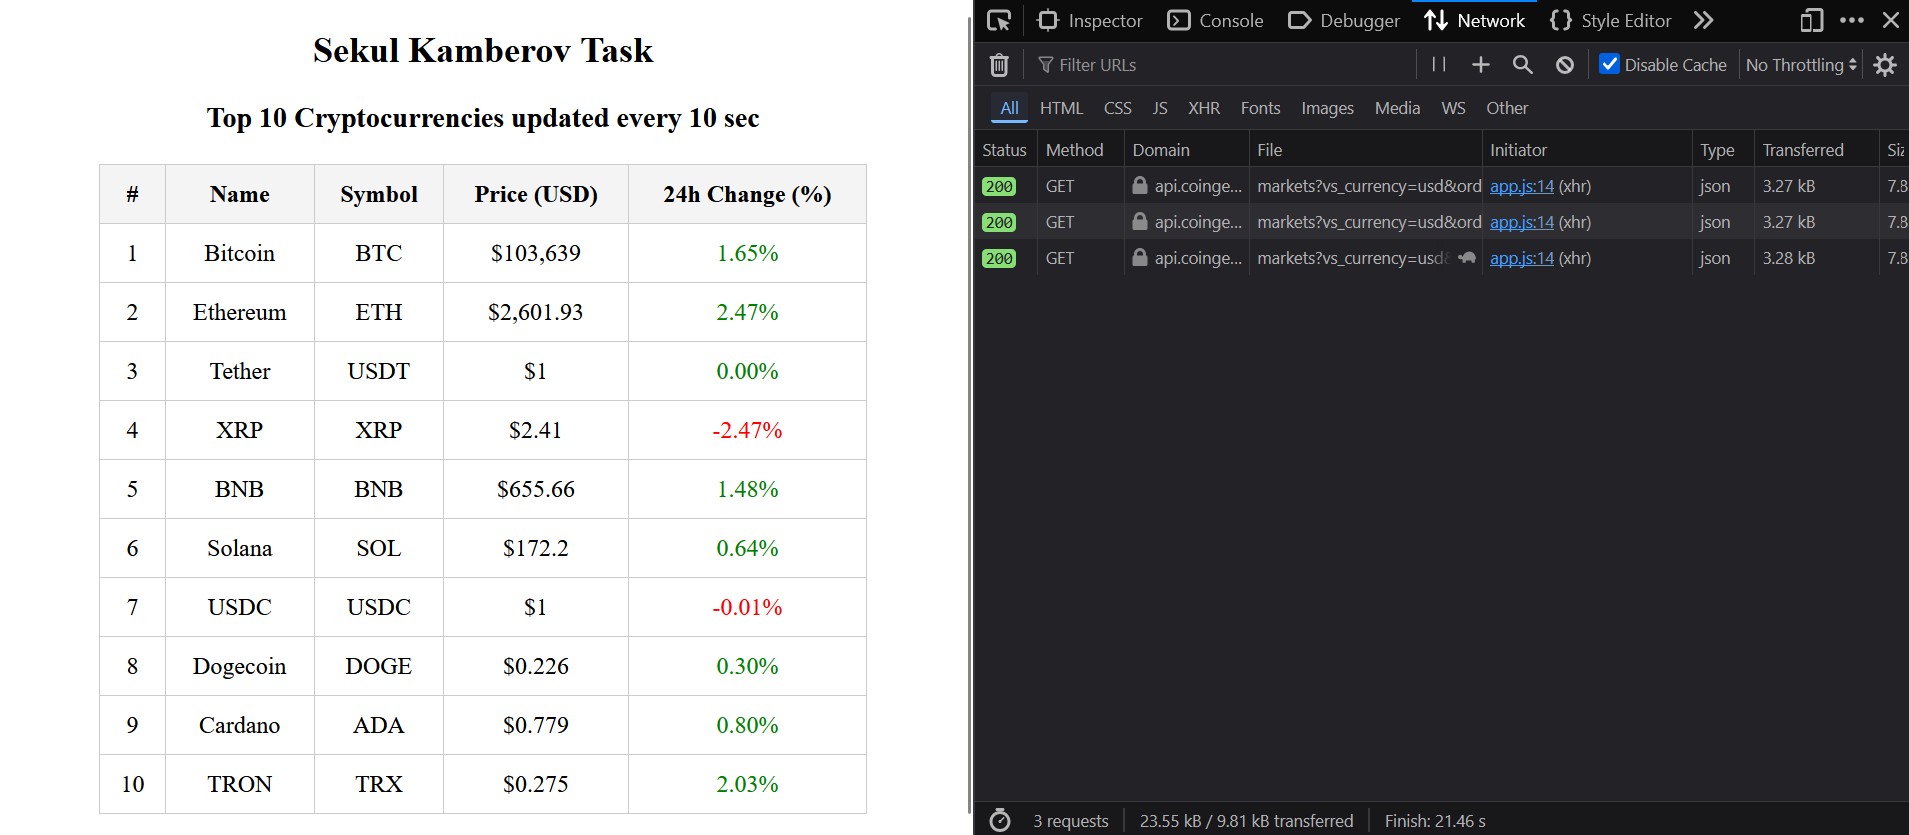 Sekul Kamberov Task
Top 10 Cryptocurrencies updated every 10 sec
# Name Symbol Price (USD) 24h Change (%)
1 Bitcoin BTC $103,639 1.65%
2 Ethereum ETH $2,601.93 2.47%
3 Tether USDT $1 0.00%
4 XRP XRP $2.41 -2.47%
5 BNB BNB $655.66 1.48%
6 Solana SOL $172.2 0.64%
7 USDC USDC $1 -0.01%
8 Dogecoin DOGE $0.226 0.30%
9 Cardano ADA $0.779 0.80%
10 TRON TRX $0.275 2.03%
Inspector Console Debugger Network Style Editor
Filter URLs Disable Cache No Throttling
All HTML CSS JS XHR Fonts Images Media WS Other
Status Method Domain File Initiator Type Transferred
200 GET api.coinge... markets?vs_currency=usd&ord app.js:14 (xhr) json 3.27 kB 7.8
200 GET api.coinge... markets?vs_currency=usd&ord app.js:14 (xhr) json 3.27 kB 7.8
200 GET api.coinge... markets?vs_currency=usd app.js:14 (xhr) json 3.28 kB 7.8
3 requests 23.55 kB / 9.81 kB transferred Finish: 21.46 s